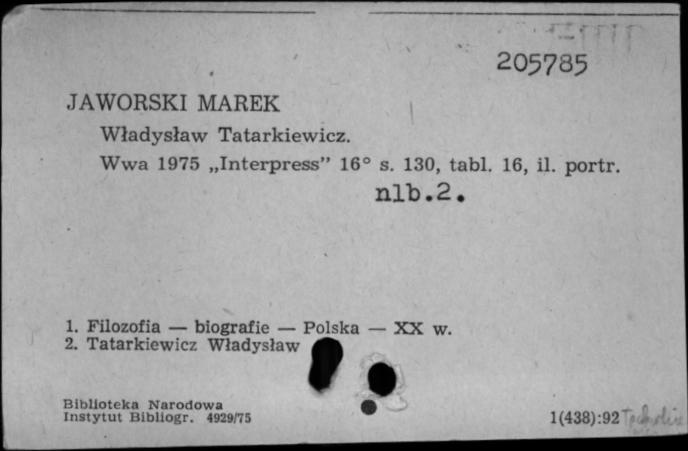 205785
JAWORSKI MAREK
Władysław Tatarkiewicz.
Wwa 1975 „Interpress” 16° s. 130, tabl. 16, il. portr.
nlb.2.
1. Filozofia — biografie — Polska — XX w.
2. Tatarkiewicz Władysław
Biblioteka Narodowa
Instytut Bibliogr. 4929/75
1(438):92